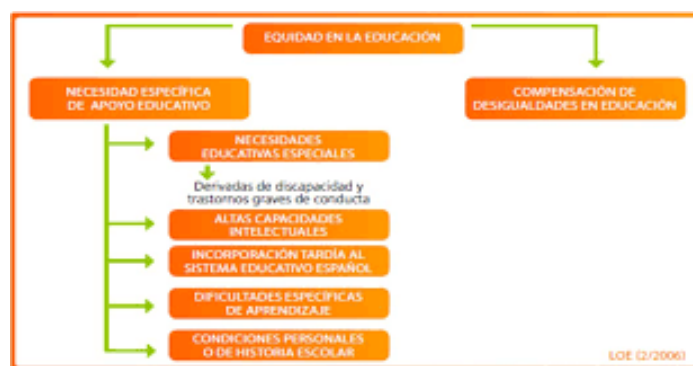 EQUIDAD EN LA EDUCACIÓN
NECESIDAD ESPECÍFICA
DE APOYO EDUCATIVO
COMPENSACIÓN DE
DESIGUALDADES EN EDUCACIÓN
NECESIDADES
EDUCATIVAS ESPECIALES
Derivadas de discapacidad y
trastornos graves de conducta
ALTAS CAPACIDADES
INTELECTUALES
INCORPORACIÓN TARDÍA AL
SISTEMA EDUCATIVO ESPAÑOL
DIFICULTADES ESPECÍFICAS
DE APRENDIZAJE
CONDICIONES PERSONALES
O DE HISTORIA ESCOLAR
LOE (2/2006)